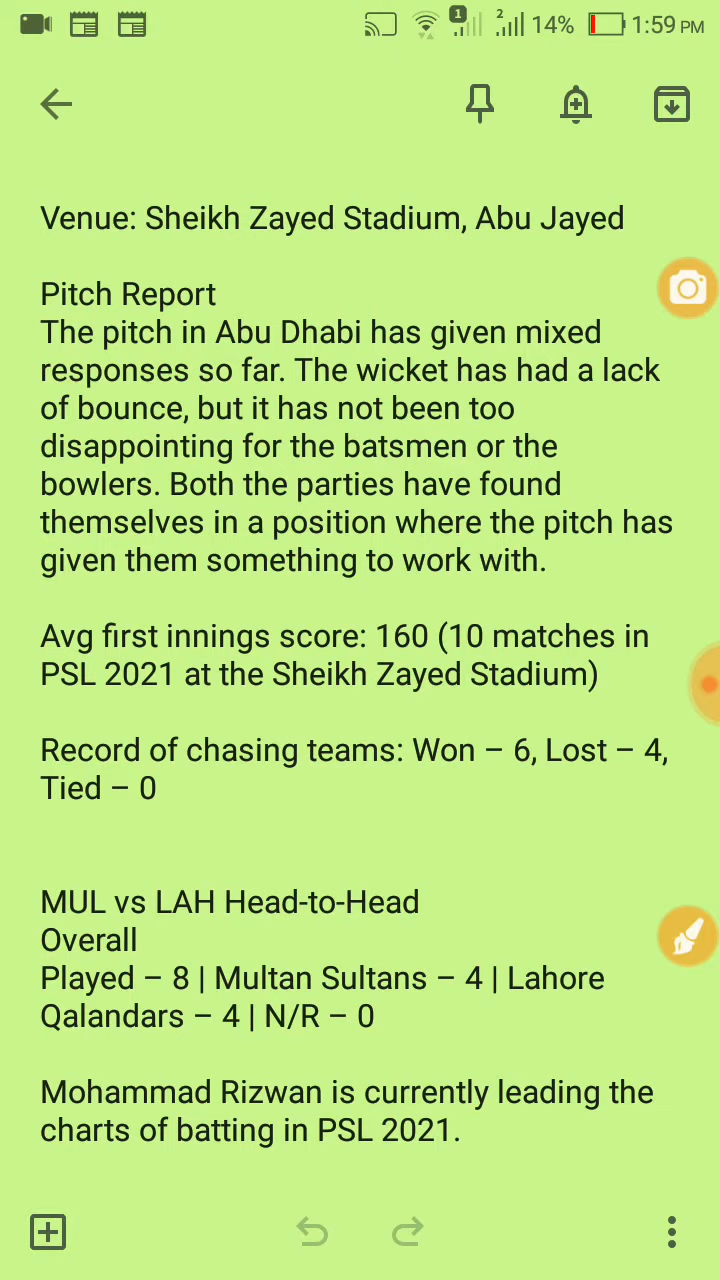 1 2 14% 1:59 PM
Venue: Sheikh Zayed Stadium, Abu Jayed
Pitch Report
The pitch in Abu Dhabi has given mixed
responses so far. The wicket has had a lack
of bounce, but it has not been too
disappointing for the batsmen or the
bowlers. Both the parties have found
themselves in a position where the pitch has
given them something to work with.
Avg first innings score: 160 (10 matches in
PSL 2021 at the Sheikh Zayed Stadium)
Record of chasing teams: Won – 6, Lost – 4,
Tied – 0
MUL vs LAH Head-to-Head
Overall
Played – 8 | Multan Sultans – 4 | Lahore
Qalandars – 4 | N/R – 0
Mohammad Rizwan is currently leading the
charts of batting in PSL 2021.